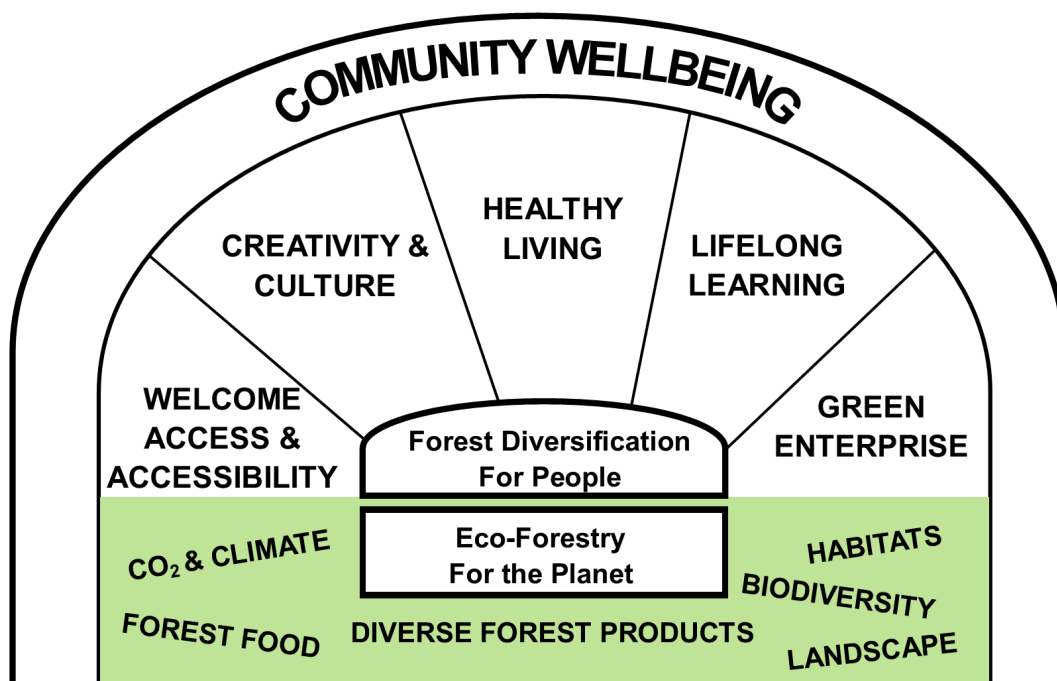 COMMUNITY WELLBEING
HEALTHY
LIVING
CREATIVITY &
CULTURE
LIFELONG
LEARNING
WELCOME
ACCESS &
ACCESSIBILITY
GREEN
ENTERPRISE
Forest Diversification
For People
Eco-Forestry
For the Planet
CO₂ & CLIMATE
HABITATS
BIODIVERSITY
FOREST FOOD
DIVERSE FOREST PRODUCTS
LANDSCAPE